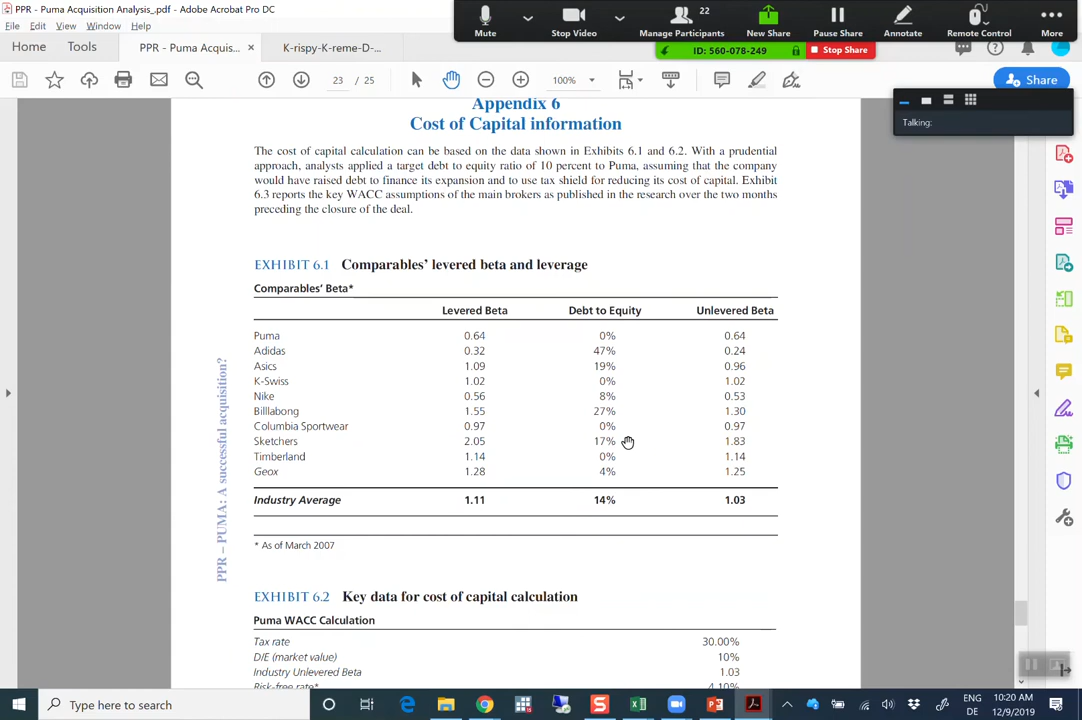 PPR - Puma Acquisition Analysis_.pdf - Adobe Acrobat Pro DC
File Edit View Window Help
Home Tools PPR - Puma Acquis... × K-rispy-K-reme-D-...
Mute Stop Video 22 Manage Participants New Share Pause Share Annotate Remote Control More
ID: 560-078-249 Stop Share
23 / 25 100% Share
Talking:
Appendix 6
Cost of Capital information
The cost of capital calculation can be based on the data shown in Exhibits 6.1 and 6.2. With a prudential
approach, analysts applied a target debt to equity ratio of 10 percent to Puma, assuming that the company
would have raised debt to finance its expansion and to use tax shield for reducing its cost of capital. Exhibit
6.3 reports the key WACC assumptions of the main brokers as published in the research over the two months
preceding the closure of the deal.
EXHIBIT 6.1 Comparables' levered beta and leverage
Comparables' Beta*
Levered Beta Debt to Equity Unlevered Beta
Puma 0.64 0% 0.64
Adidas 0.32 47% 0.24
Asics 1.09 19% 0.96
K-Swiss 1.02 0% 1.02
Nike 0.56 8% 0.53
Billlabong 1.55 27% 1.30
Columbia Sportwear 0.97 0% 0.97
Sketchers 2.05 17% 1.83
Timberland 1.14 0% 1.14
Geox 1.28 4% 1.25
Industry Average 1.11 14% 1.03
* As of March 2007
PPR – PUMA: A successful acquisition?
EXHIBIT 6.2 Key data for cost of capital calculation
Puma WACC Calculation
Tax rate 30.00%
D/E (market value) 10%
Industry Unlevered Beta 1.03
Risk-free rate* 4.10%
Type here to search
ENG 10:20 AM
DE 12/9/2019